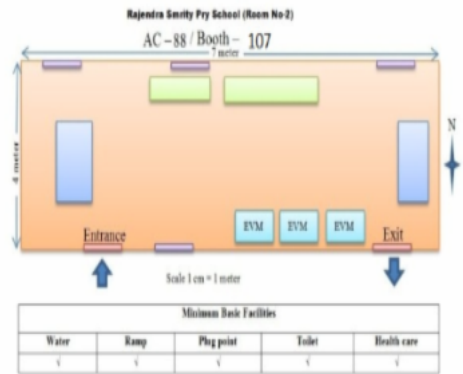 Rajendra Smrity Pry School (Room No-2)
AC – 88 / Booth – 107
7 meter
4 meter
N
EVM EVM EVM
Entrance Exit
Scale 1 cm = 1 meter
Minimum Basic Facilities
Water Ramp Plug point Toilet Health care
√ √ √ √ √